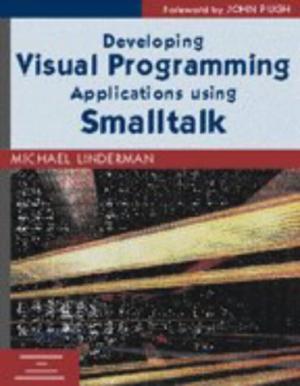 Foreword by JOHN PUGH
Developing
Visual Programming
Applications using
Smalltalk
MICHAEL LINDERMAN